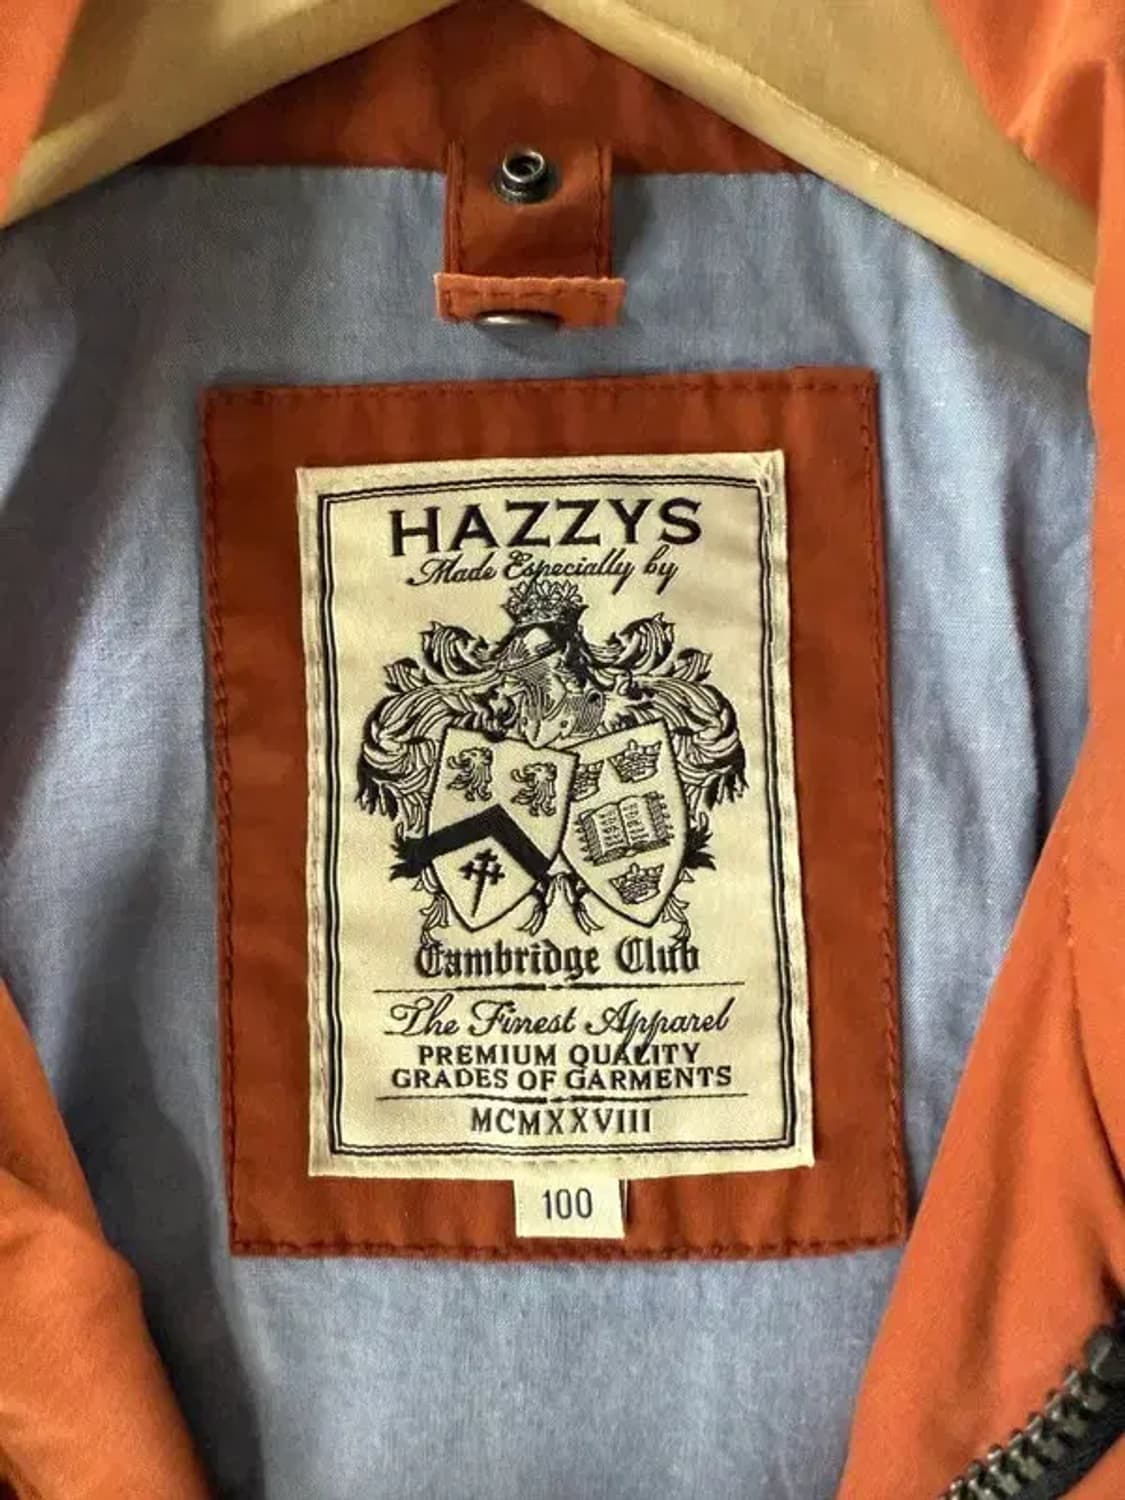 HAZZYS
Made Especially by
Cambridge Club
The Finest Apparel
PREMIUM QUALITY
GRADES OF GARMENTS
MCMXXVIII
100